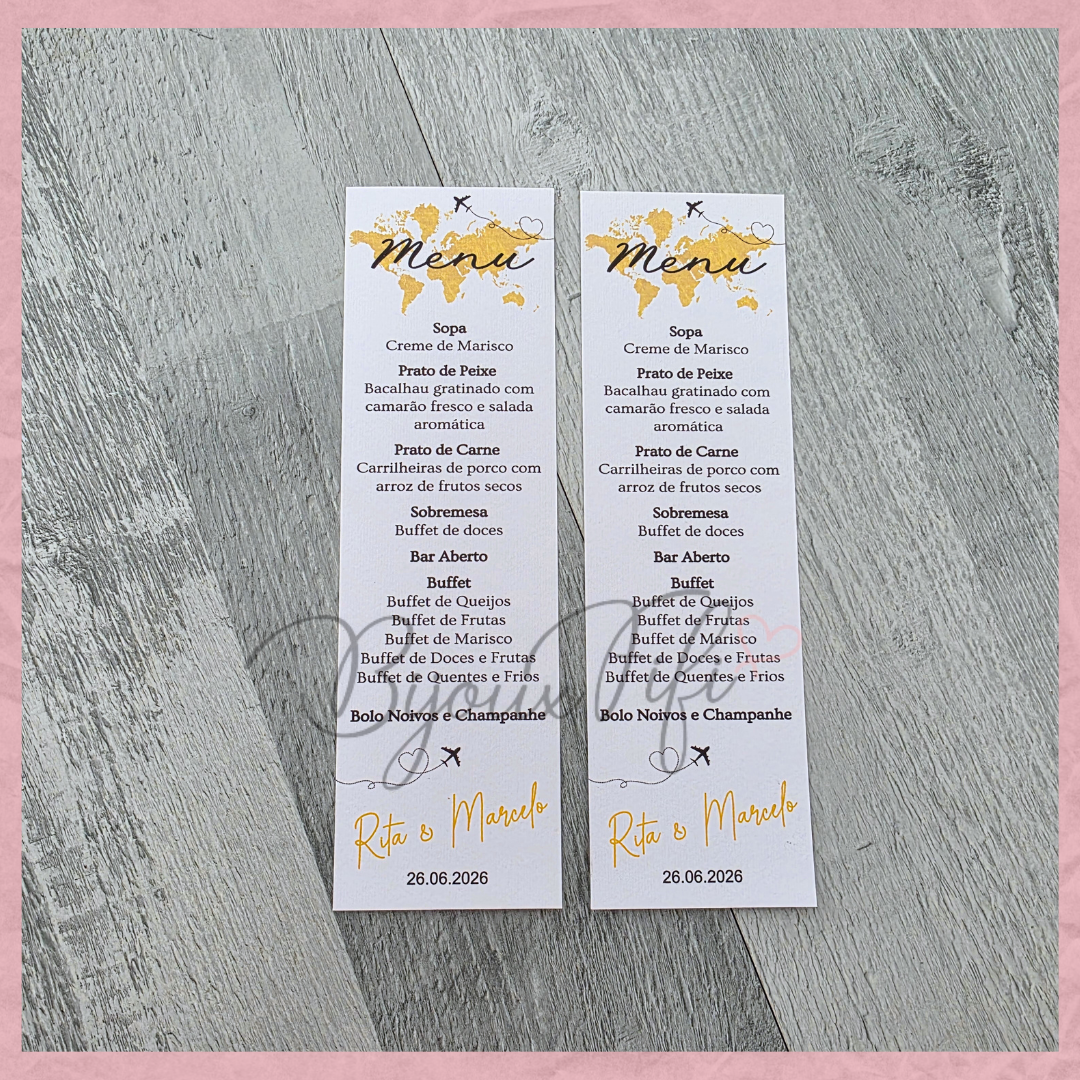 Menu
Sopa
Creme de Marisco
Prato de Peixe
Bacalhau gratinado com
camarão fresco e salada
aromática
Prato de Carne
Carrilheiras de porco com
arroz de frutos secos
Sobremesa
Buffet de doces
Bar Aberto
Buffet
Buffet de Queijos
Buffet de Frutas
Buffet de Marisco
Buffet de Doces e Frutas
Buffet de Quentes e Frios
Bolo Noivos e Champanhe
Rita & Marcelo
26.06.2026
Menu
Sopa
Creme de Marisco
Prato de Peixe
Bacalhau gratinado com
camarão fresco e salada
aromática
Prato de Carne
Carrilheiras de porco com
arroz de frutos secos
Sobremesa
Buffet de doces
Bar Aberto
Buffet
Buffet de Queijos
Buffet de Frutas
Buffet de Marisco
Buffet de Doces e Frutas
Buffet de Quentes e Frios
Bolo Noivos e Champanhe
Rita & Marcelo
26.06.2026
BijouxFifi